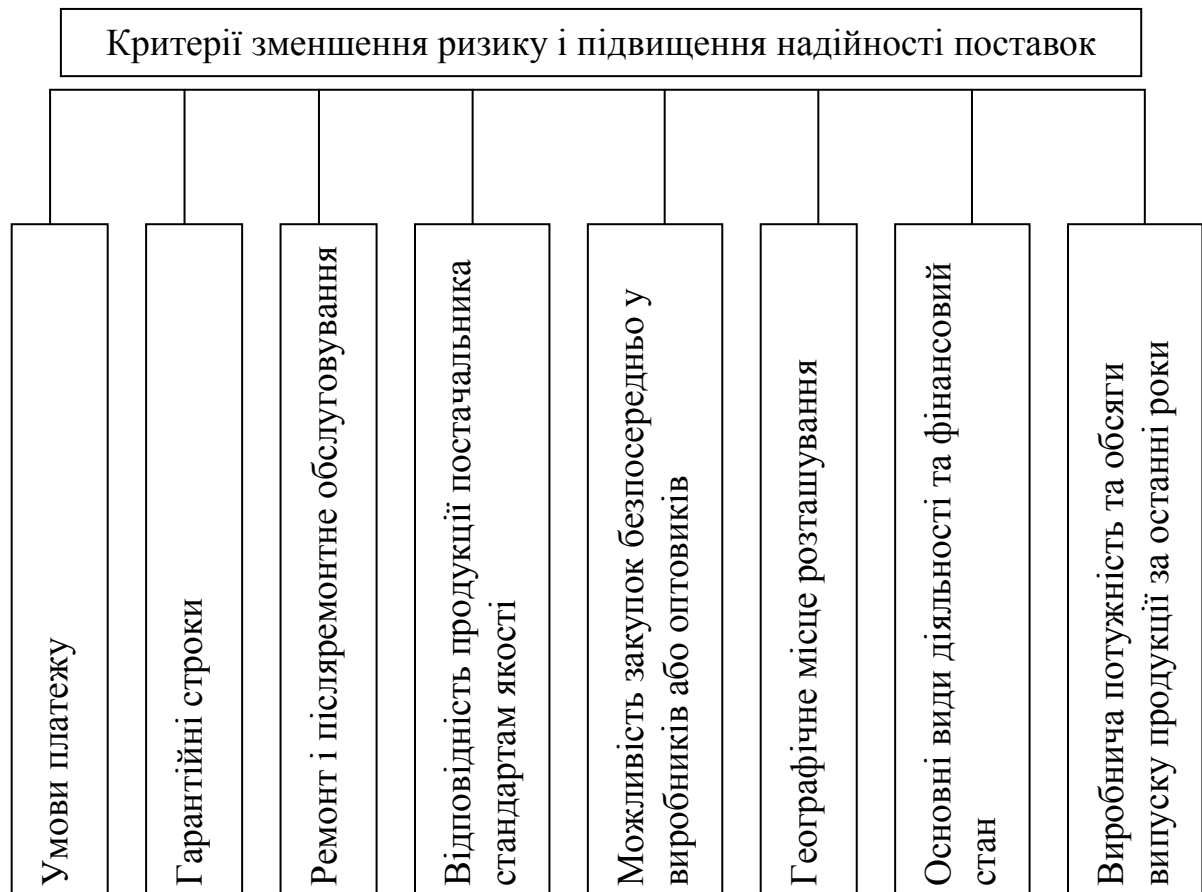 Критерії зменшення ризику і підвищення надійності поставок
Умови платежу
Гарантійні строки
Ремонт і післяремонтне обслуговування
Відповідність продукції постачальника
стандартам якості
Можливість закупок безпосередньо у
виробників або оптовиків
Географічне місце розташування
Основні види діяльності та фінансовий
стан
Виробнича потужність та обсяги
випуску продукції за останні роки